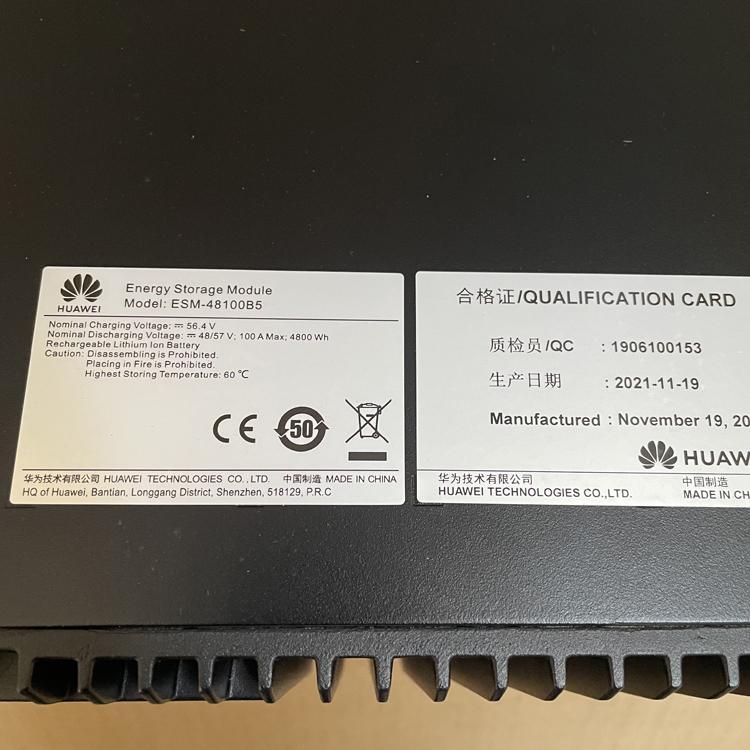 HUAWEI
Energy Storage Module
Model: ESM-48100B5
Nominal Charging Voltage: ⎓ 56.4 V
Nominal Discharging Voltage: ⎓ 48/57 V; 100 A Max; 4800 Wh
Rechargeable Lithium Ion Battery
Caution: Disassembling is Prohibited.
Placing in Fire is Prohibited.
Highest Storing Temperature: 60 ℃
CE 50
华为技术有限公司 HUAWEI TECHNOLOGIES CO., LTD. 中国制造 MADE IN CHINA
HQ of Huawei, Bantian, Longgang District, Shenzhen, 518129, P.R.C
合格证/QUALIFICATION CARD
质检员/QC : 1906100153
生产日期 : 2021-11-19
Manufactured : November 19, 20
HUAW
华为技术有限公司 中国制造
HUAWEI TECHNOLOGIES CO., LTD. MADE IN CH